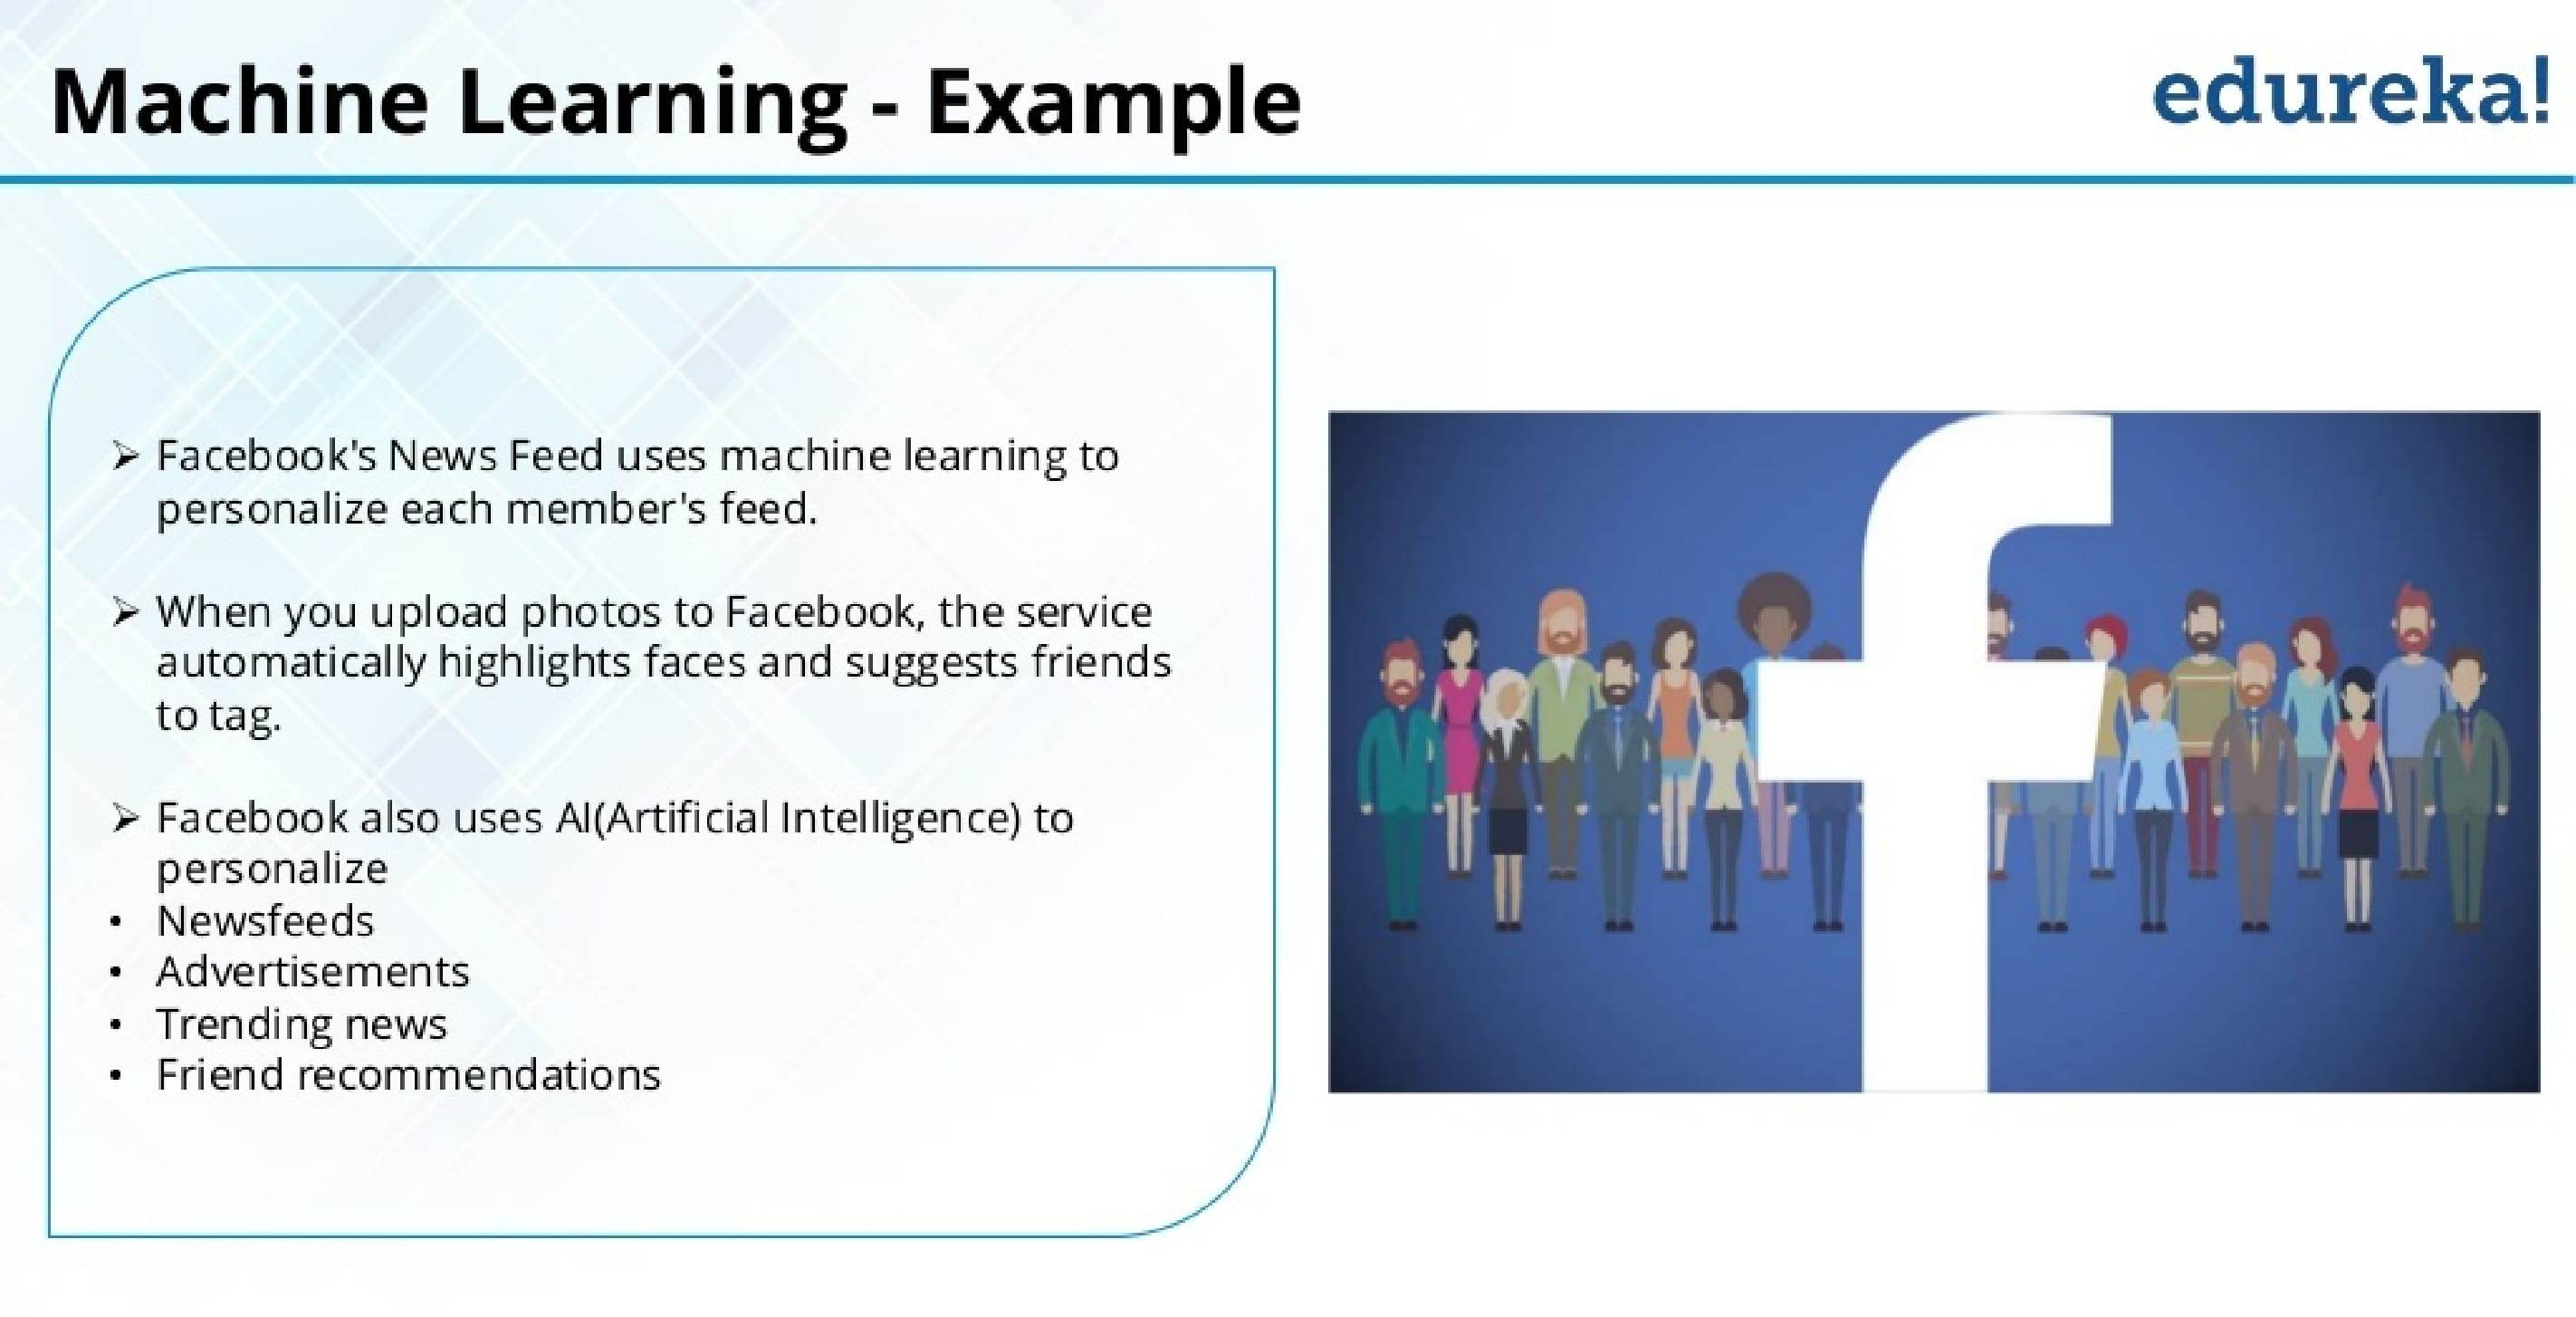 Machine Learning - Example
edureka!
➢ Facebook's News Feed uses machine learning to
personalize each member's feed.
➢ When you upload photos to Facebook, the service
automatically highlights faces and suggests friends
to tag.
➢ Facebook also uses AI(Artificial Intelligence) to
personalize
• Newsfeeds
• Advertisements
• Trending news
• Friend recommendations
f